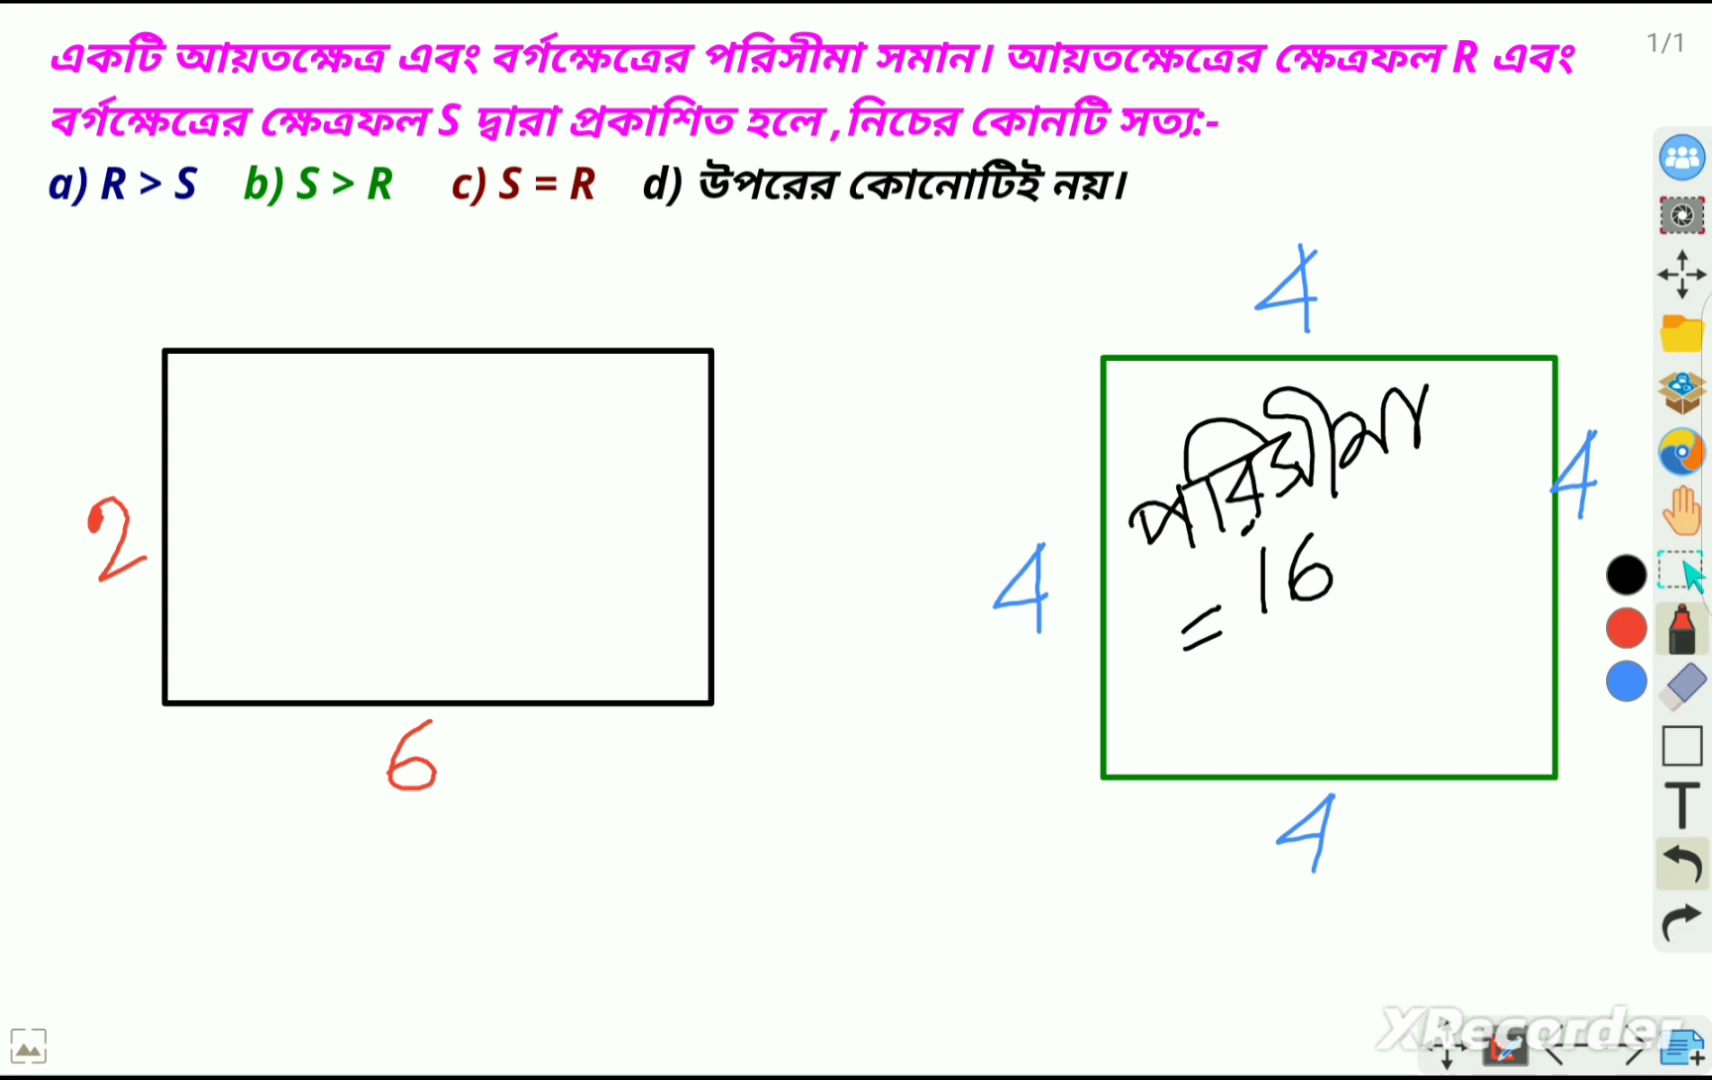 একটি আয়তক্ষেত্র এবং বর্গক্ষেত্রের পরিসীমা সমান। আয়তক্ষেত্রের ক্ষেত্রফল R এবং
1/1
বর্গক্ষেত্রের ক্ষেত্রফল S দ্বারা প্রকাশিত হলে ,নিচের কোনটি সত্য:-
a) R > S b) S > R c) S = R d) উপরের কোনোটিই নয়।
4
পরিসীমা
4
2
4
= 16
6
4
T
XRecorder